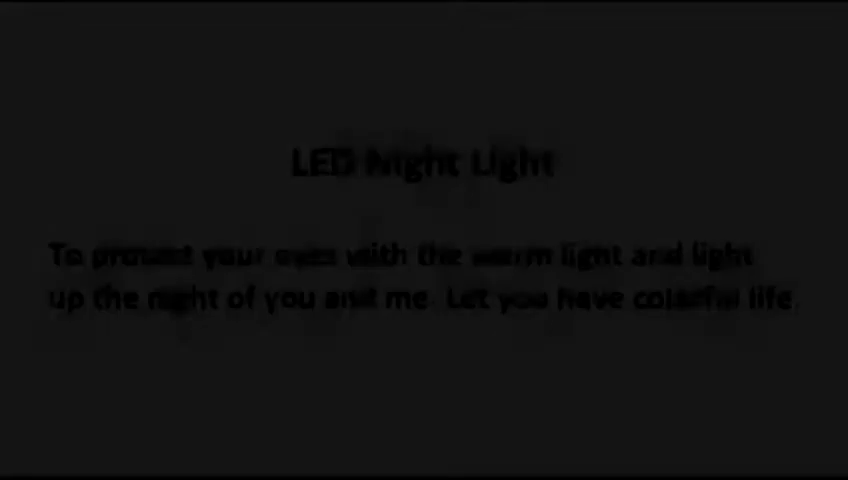 LED Night Light
To protect your eyes with the warm light and light
up the night of you and me. Let you have colorful life